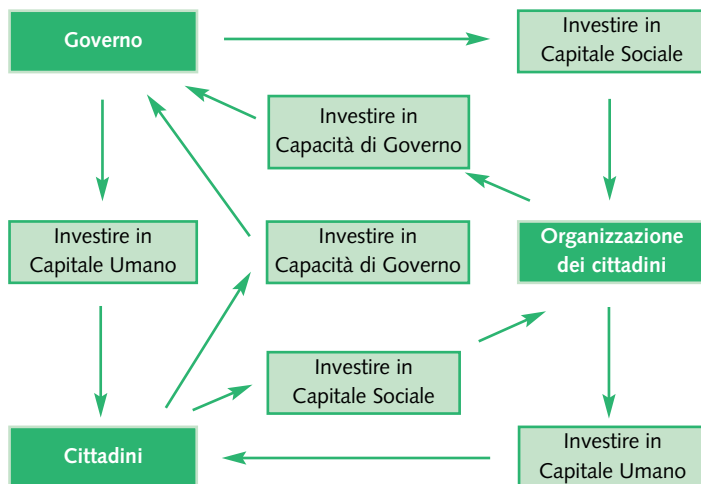 Governo
Investire in
Capitale Sociale
Investire in
Capacità di Governo
Investire in
Capitale Umano
Investire in
Capacità di Governo
Organizzazione
dei cittadini
Investire in
Capitale Sociale
Cittadini
Investire in
Capitale Umano